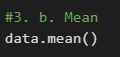 #3. b. Mean
data.mean()